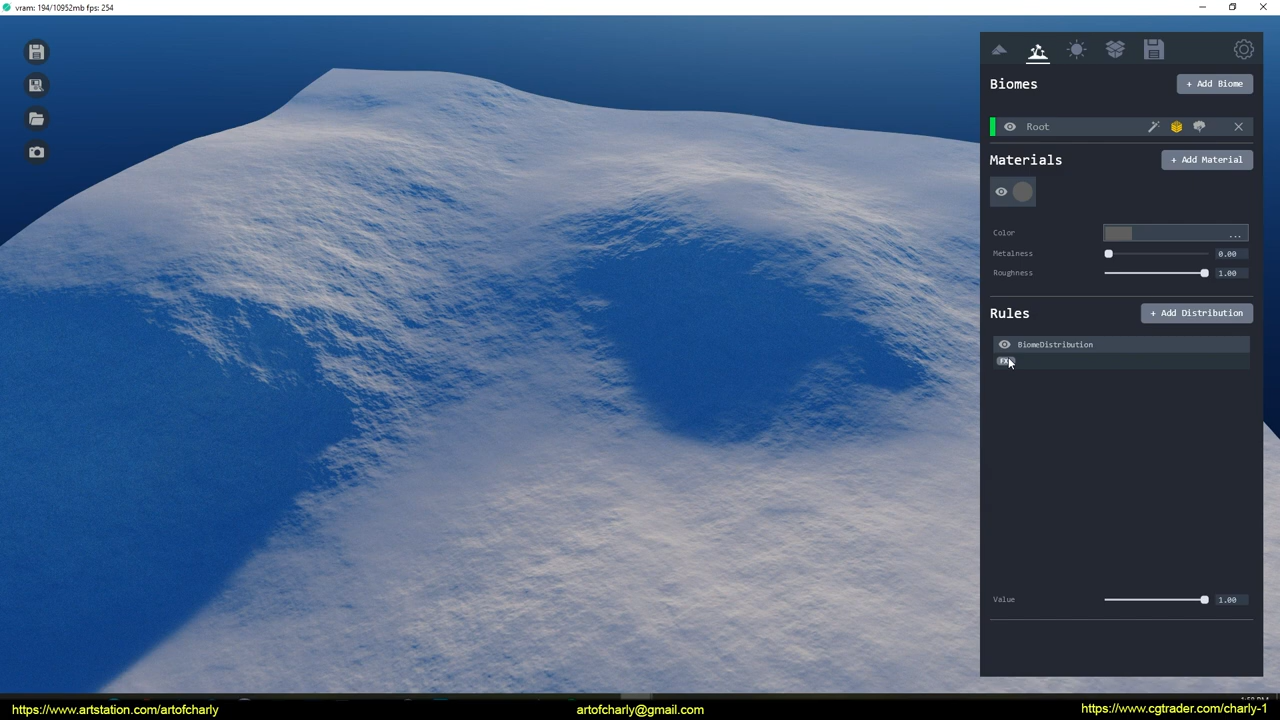 vram: 194/10952mb fps: 254
Biomes
+ Add Biome
Root
Materials
+ Add Material
Color
...
Metalness
0.00
Roughness
1.00
Rules
+ Add Distribution
BiomeDistribution
Value
1.00
https://www.artstation.com/artofcharly
artofcharly@gmail.com
https://www.cgtrader.com/charly-1